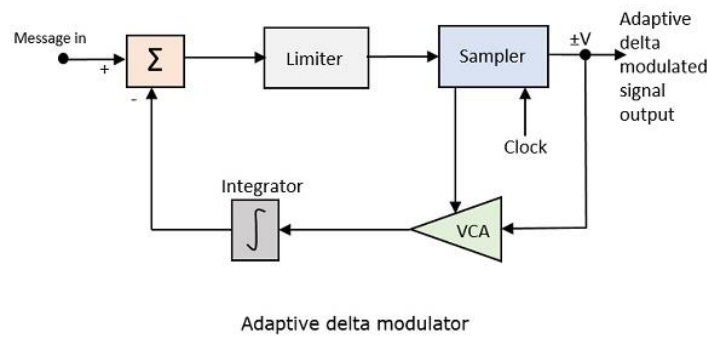 Message in
+
Σ
-
Limiter
Sampler
±V
Adaptive
delta
modulated
signal
output
Clock
Integrator
∫
VCA
Adaptive delta modulator